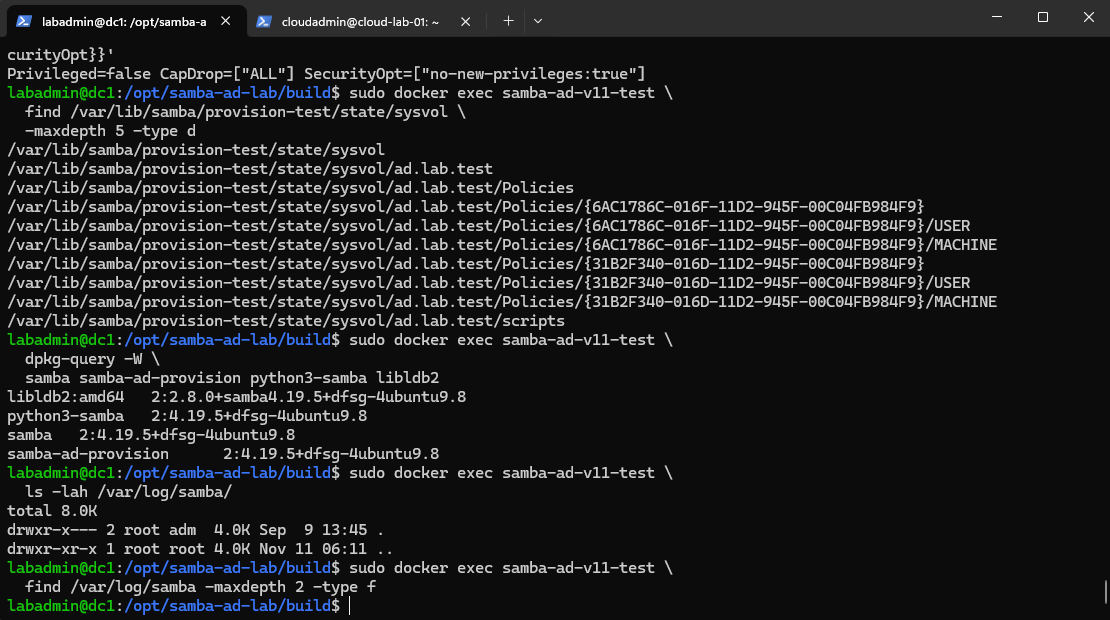 labadmin@dc1: /opt/samba-a
cloudadmin@cloud-lab-01: ~
curityOpt}}'
Privileged=false CapDrop=["ALL"] SecurityOpt=["no-new-privileges:true"]
labadmin@dc1:/opt/samba-ad-lab/build$ sudo docker exec samba-ad-v11-test \
  find /var/lib/samba/provision-test/state/sysvol \
  -maxdepth 5 -type d
/var/lib/samba/provision-test/state/sysvol
/var/lib/samba/provision-test/state/sysvol/ad.lab.test
/var/lib/samba/provision-test/state/sysvol/ad.lab.test/Policies
/var/lib/samba/provision-test/state/sysvol/ad.lab.test/Policies/{6AC1786C-016F-11D2-945F-00C04FB984F9}
/var/lib/samba/provision-test/state/sysvol/ad.lab.test/Policies/{6AC1786C-016F-11D2-945F-00C04FB984F9}/USER
/var/lib/samba/provision-test/state/sysvol/ad.lab.test/Policies/{6AC1786C-016F-11D2-945F-00C04FB984F9}/MACHINE
/var/lib/samba/provision-test/state/sysvol/ad.lab.test/Policies/{31B2F340-016D-11D2-945F-00C04FB984F9}
/var/lib/samba/provision-test/state/sysvol/ad.lab.test/Policies/{31B2F340-016D-11D2-945F-00C04FB984F9}/USER
/var/lib/samba/provision-test/state/sysvol/ad.lab.test/Policies/{31B2F340-016D-11D2-945F-00C04FB984F9}/MACHINE
/var/lib/samba/provision-test/state/sysvol/ad.lab.test/scripts
labadmin@dc1:/opt/samba-ad-lab/build$ sudo docker exec samba-ad-v11-test \
  dpkg-query -W \
  samba samba-ad-provision python3-samba libldb2
libldb2:amd64   2:2.8.0+samba4.19.5+dfsg-4ubuntu9.8
python3-samba   2:4.19.5+dfsg-4ubuntu9.8
samba   2:4.19.5+dfsg-4ubuntu9.8
samba-ad-provision      2:4.19.5+dfsg-4ubuntu9.8
labadmin@dc1:/opt/samba-ad-lab/build$ sudo docker exec samba-ad-v11-test \
  ls -lah /var/log/samba/
total 8.0K
drwxr-x--- 2 root adm  4.0K Sep  9 13:45 .
drwxr-xr-x 1 root root 4.0K Nov 11 06:11 ..
labadmin@dc1:/opt/samba-ad-lab/build$ sudo docker exec samba-ad-v11-test \
  find /var/log/samba -maxdepth 2 -type f
labadmin@dc1:/opt/samba-ad-lab/build$